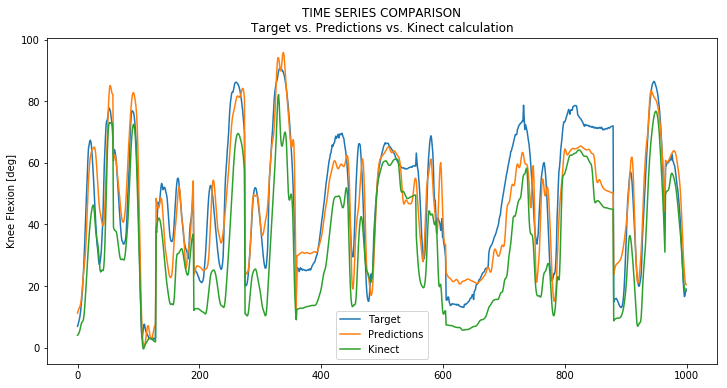 TIME SERIES COMPARISON
Target vs. Predictions vs. Kinect calculation
Knee Flexion [deg]
100
80
60
40
20
0
0 200 400 600 800 1000
Target
Predictions
Kinect